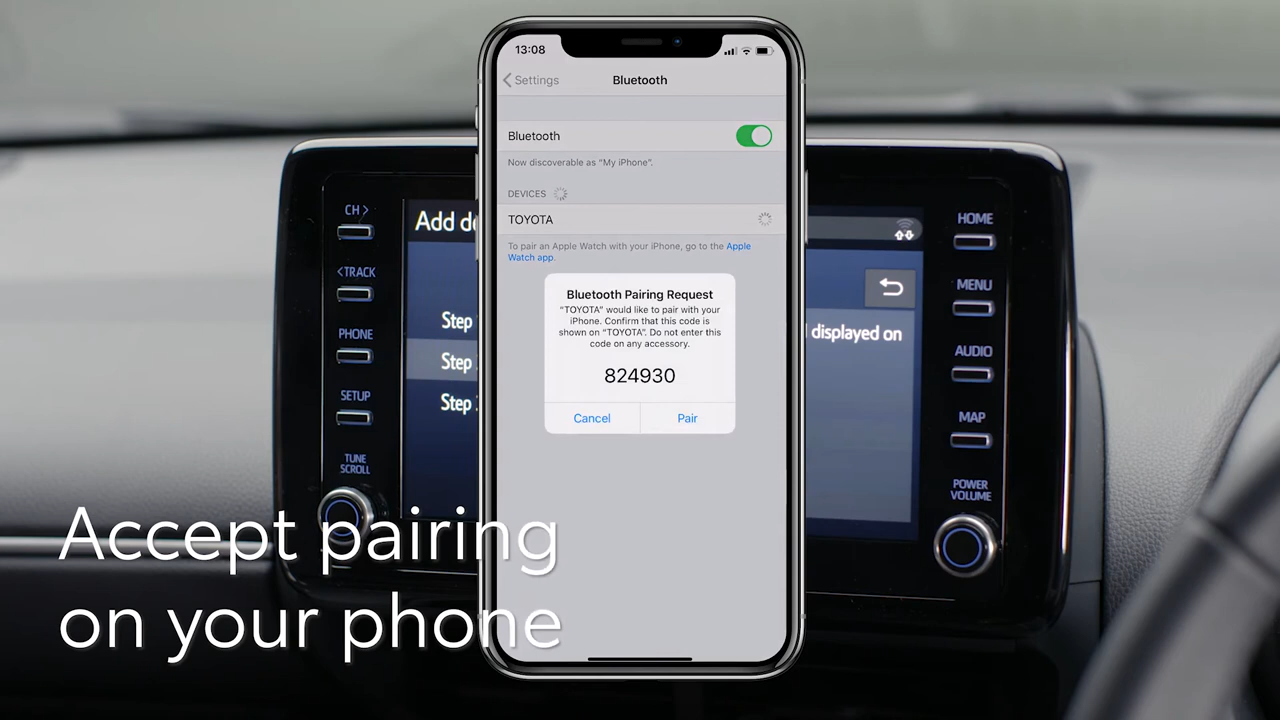 13:08
Settings
Bluetooth
Bluetooth
Now discoverable as “My iPhone”.
DEVICES
TOYOTA
To pair an Apple Watch with your iPhone, go to the Apple
Watch app.
Bluetooth Pairing Request
“TOYOTA” would like to pair with your
iPhone. Confirm that this code is
shown on “TOYOTA”. Do not enter this
code on any accessory.
824930
Cancel
Pair
CH >
< TRACK
PHONE
SETUP
TUNE
SCROLL
Add
Step
Step
Step
displayed on
HOME
MENU
AUDIO
MAP
POWER
VOLUME
Accept pairing
on your phone